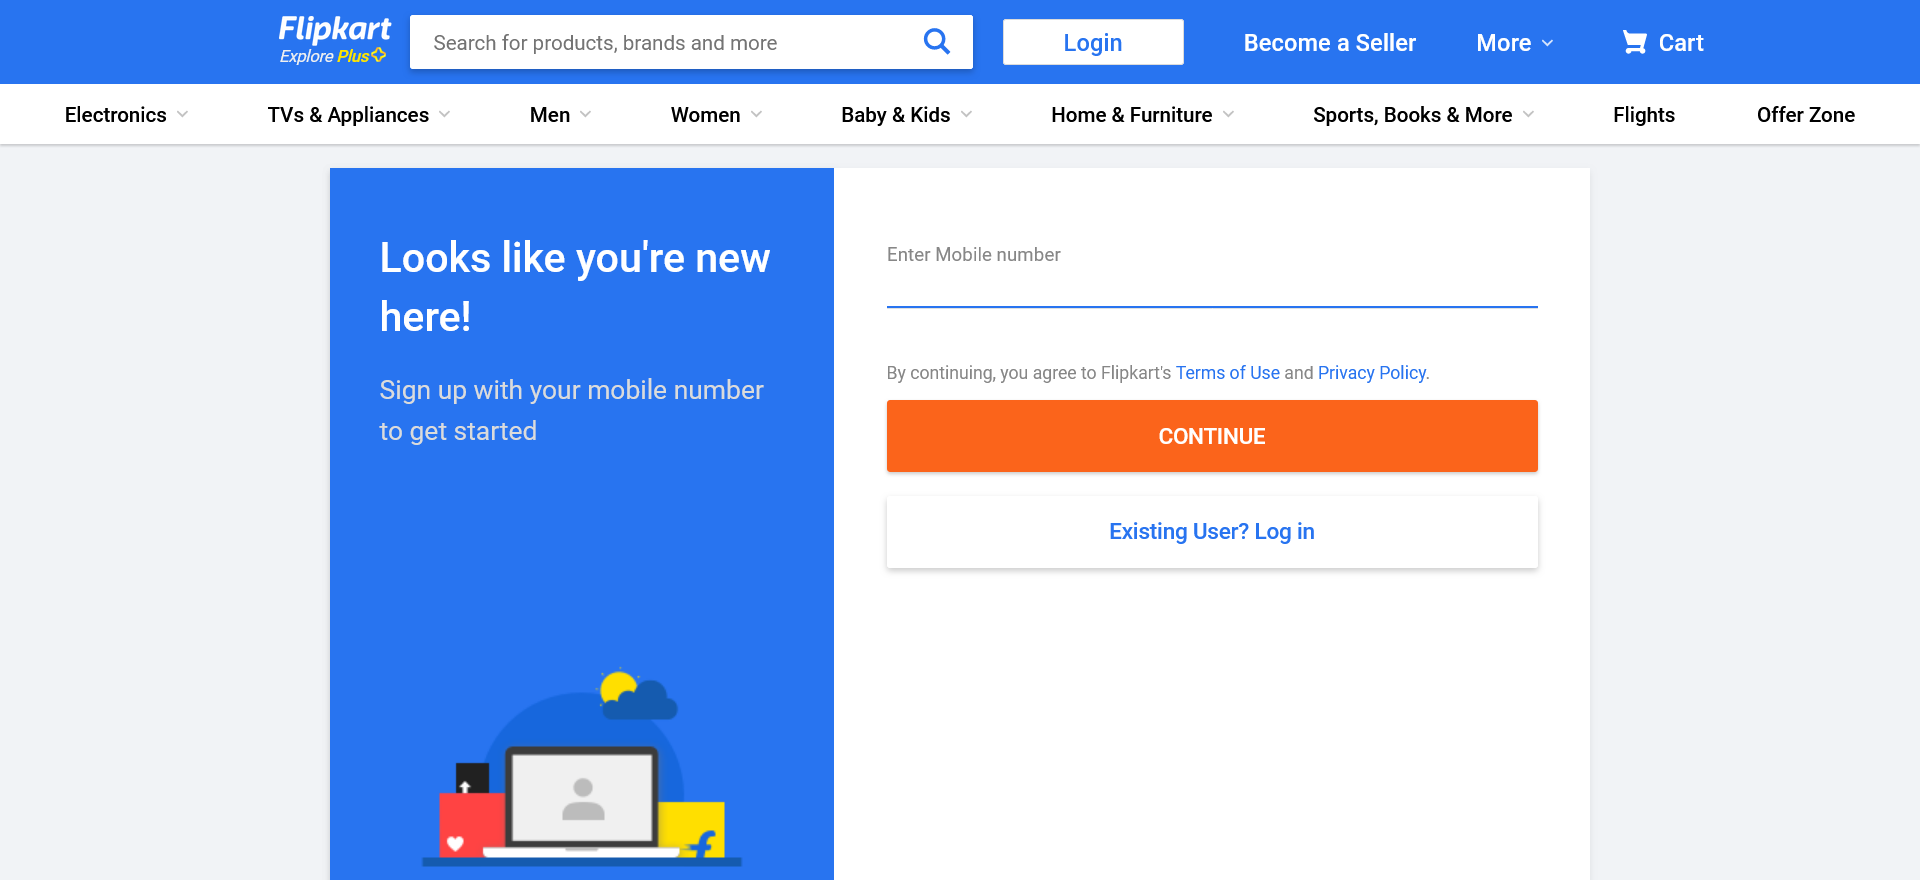 Flipkart
Explore Plus
Search for products, brands and more
Login
Become a Seller
More
Cart
Electronics
TVs & Appliances
Men
Women
Baby & Kids
Home & Furniture
Sports, Books & More
Flights
Offer Zone
Looks like you're new
here!
Sign up with your mobile number
to get started
Enter Mobile number
By continuing, you agree to Flipkart's Terms of Use and Privacy Policy.
CONTINUE
Existing User? Log in
f